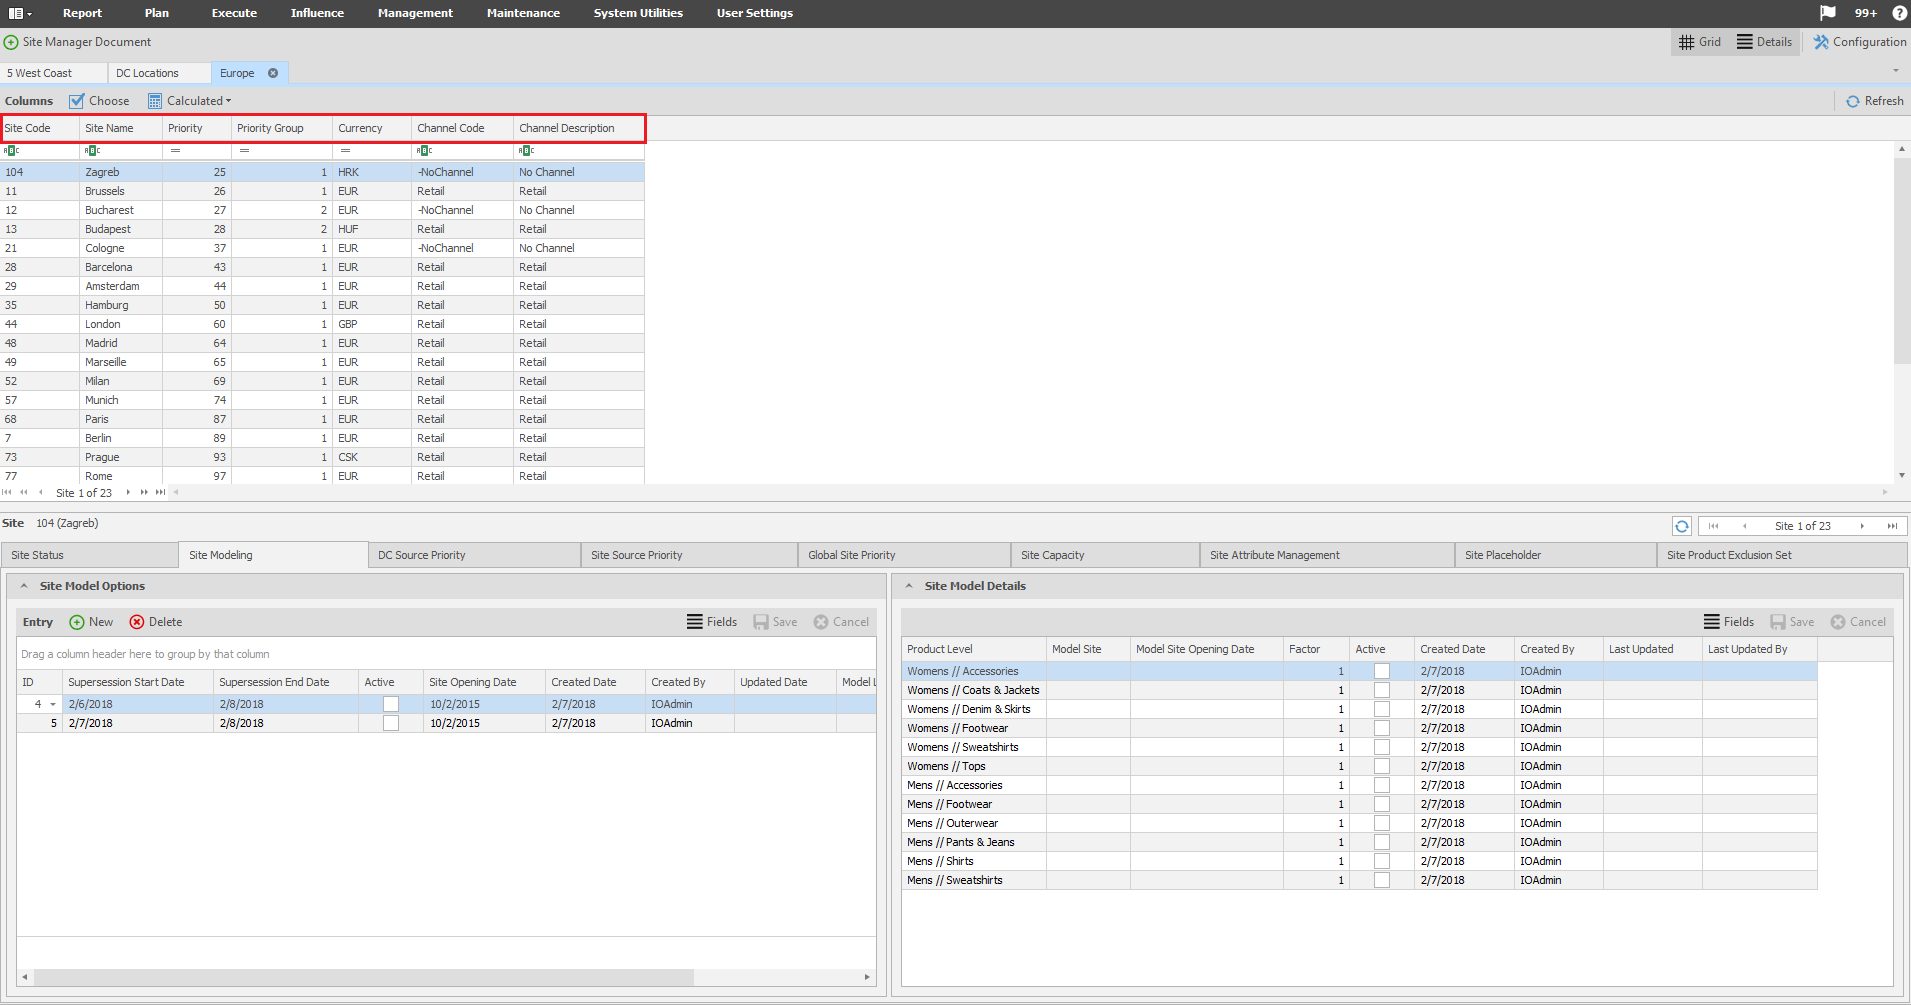 Report Plan Execute Influence Management Maintenance System Utilities User Settings 99+ ?
Site Manager Document Grid Details Configuration
5 West Coast DC Locations Europe
Columns Choose Calculated Refresh
Site Code Site Name Priority Priority Group Currency Channel Code Channel Description
ABC ABC = = = ABC ABC
104 Zagreb 25 1 HRK -NoChannel No Channel
11 Brussels 26 1 EUR Retail Retail
12 Bucharest 27 2 EUR -NoChannel No Channel
13 Budapest 28 2 HUF Retail Retail
21 Cologne 37 1 EUR -NoChannel No Channel
28 Barcelona 43 1 EUR Retail Retail
29 Amsterdam 44 1 EUR Retail Retail
35 Hamburg 50 1 EUR Retail Retail
44 London 60 1 GBP Retail Retail
48 Madrid 64 1 EUR Retail Retail
49 Marseille 65 1 EUR Retail Retail
52 Milan 69 1 EUR Retail Retail
57 Munich 74 1 EUR Retail Retail
68 Paris 87 1 EUR Retail Retail
7 Berlin 89 1 EUR Retail Retail
73 Prague 93 1 CSK Retail Retail
77 Rome 97 1 EUR Retail Retail
Site 1 of 23
Site 104 (Zagreb) Site 1 of 23
Site Status Site Modeling DC Source Priority Site Source Priority Global Site Priority Site Capacity Site Attribute Management Site Placeholder Site Product Exclusion Set
Site Model Options
Entry New Delete Fields Save Cancel
Drag a column header here to group by that column
ID Supersession Start Date Supersession End Date Active Site Opening Date Created Date Created By Updated Date Model L
4 2/6/2018 2/8/2018 10/2/2015 2/7/2018 IOAdmin
5 2/7/2018 2/8/2018 10/2/2015 2/7/2018 IOAdmin
Site Model Details
Fields Save Cancel
Product Level Model Site Model Site Opening Date Factor Active Created Date Created By Last Updated Last Updated By
Womens // Accessories 1 2/7/2018 IOAdmin
Womens // Coats & Jackets 1 2/7/2018 IOAdmin
Womens // Denim & Skirts 1 2/7/2018 IOAdmin
Womens // Footwear 1 2/7/2018 IOAdmin
Womens // Sweatshirts 1 2/7/2018 IOAdmin
Womens // Tops 1 2/7/2018 IOAdmin
Mens // Accessories 1 2/7/2018 IOAdmin
Mens // Footwear 1 2/7/2018 IOAdmin
Mens // Outerwear 1 2/7/2018 IOAdmin
Mens // Pants & Jeans 1 2/7/2018 IOAdmin
Mens // Shirts 1 2/7/2018 IOAdmin
Mens // Sweatshirts 1 2/7/2018 IOAdmin